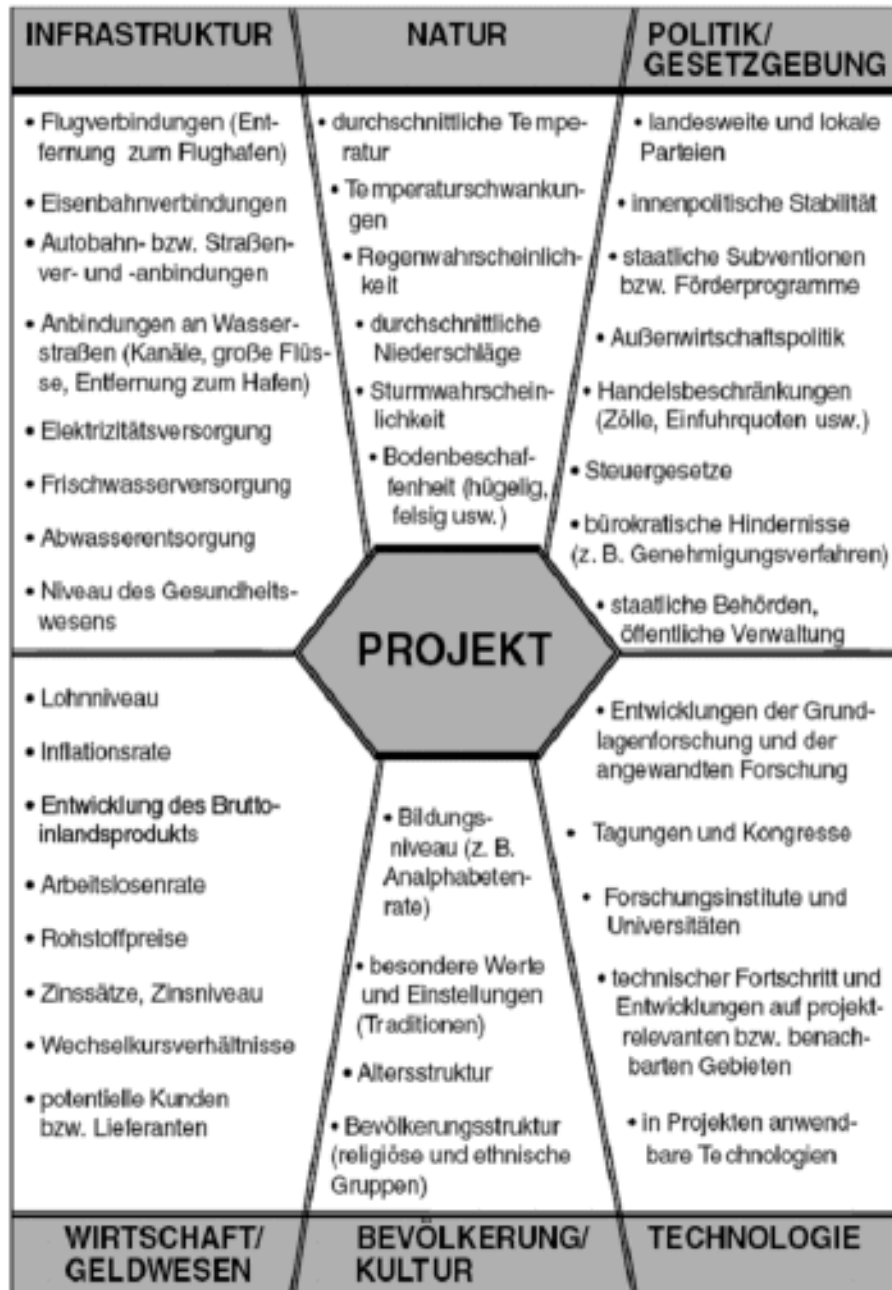 INFRASTRUKTUR
• Flugverbindungen (Ent-
fernung zum Flughafen)
• Eisenbahnverbindungen
• Autobahn- bzw. Straßen-
ver- und -anbindungen
• Anbindungen an Wasser-
straßen (Kanäle, große Flüs-
se, Entfernung zum Hafen)
• Elektrizitätsversorgung
• Frischwasserversorgung
• Abwasserentsorgung
• Niveau des Gesundheits-
wesens
NATUR
• durchschnittliche Tempe-
ratur
• Temperaturschwankun-
gen
• Regenwahrscheinlich-
keit
• durchschnittliche
Niederschläge
• Sturmwahrschein-
lichkeit
• Bodenbeschaf-
fenheit (hügelig,
felsig usw.)
POLITIK/
GESETZGEBUNG
• landesweite und lokale
Parteien
• innenpolitische Stabilität
• staatliche Subventionen
bzw. Förderprogramme
• Außenwirtschaftspolitik
• Handelsbeschränkungen
(Zölle, Einfuhrquoten usw.)
• Steuergesetze
• bürokratische Hindernisse
(z. B. Genehmigungsverfahren)
• staatliche Behörden,
öffentliche Verwaltung
PROJEKT
• Lohnniveau
• Inflationsrate
• Entwicklung des Brutto-
inlandsprodukts
• Arbeitslosenrate
• Rohstoffpreise
• Zinssätze, Zinsniveau
• Wechselkursverhältnisse
• potentielle Kunden
bzw. Lieferanten
WIRTSCHAFT/
GELDWESEN
• Bildungs-
niveau (z. B.
Analphabeten-
rate)
• besondere Werte
und Einstellungen
(Traditionen)
• Altersstruktur
• Bevölkerungsstruktur
(religiöse und ethnische
Gruppen)
BEVÖLKERUNG/
KULTUR
• Entwicklungen der Grund-
lagenforschung und der
angewandten Forschung
• Tagungen und Kongresse
• Forschungsinstitute und
Universitäten
• technischer Fortschritt und
Entwicklungen auf projekt-
relevanten bzw. benach-
barten Gebieten
• in Projekten anwend-
bare Technologien
TECHNOLOGIE